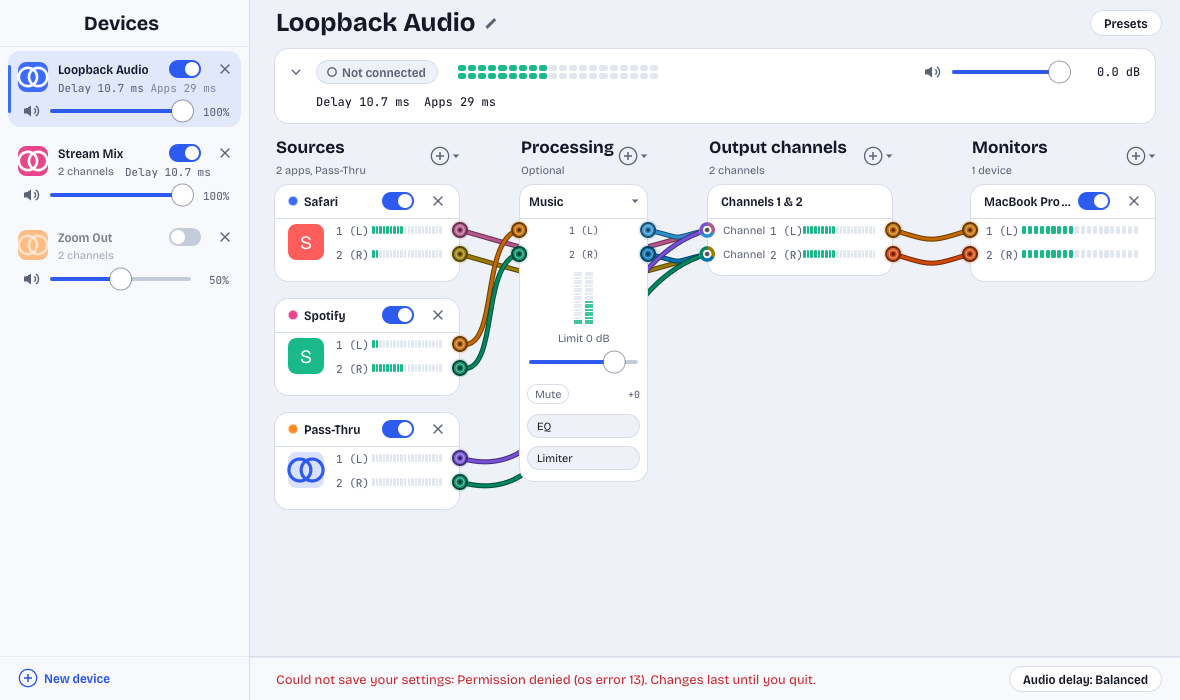 Devices
Loopback Audio
Delay 10.7 ms Apps 29 ms
100%
Stream Mix
2 channels Delay 10.7 ms
100%
Zoom Out
2 channels
50%
New device
Loopback Audio
Presets
Not connected
0.0 dB
Delay 10.7 ms Apps 29 ms
Sources
2 apps, Pass-Thru
Safari
S
1 (L)
2 (R)
Spotify
S
1 (L)
2 (R)
Pass-Thru
1 (L)
2 (R)
Processing
Optional
Music
1 (L)
2 (R)
Limit 0 dB
Mute +0
EQ
Limiter
Output channels
2 channels
Channels 1 & 2
Channel 1 (L)
Channel 2 (R)
Monitors
1 device
MacBook Pro...
1 (L)
2 (R)
Could not save your settings: Permission denied (os error 13). Changes last until you quit.
Audio delay: Balanced